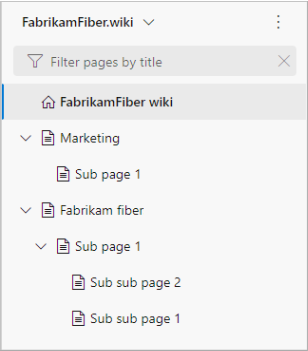 FabrikamFiber.wiki
Filter pages by title
FabrikamFiber wiki
Marketing
Sub page 1
Fabrikam fiber
Sub page 1
Sub sub page 2
Sub sub page 1